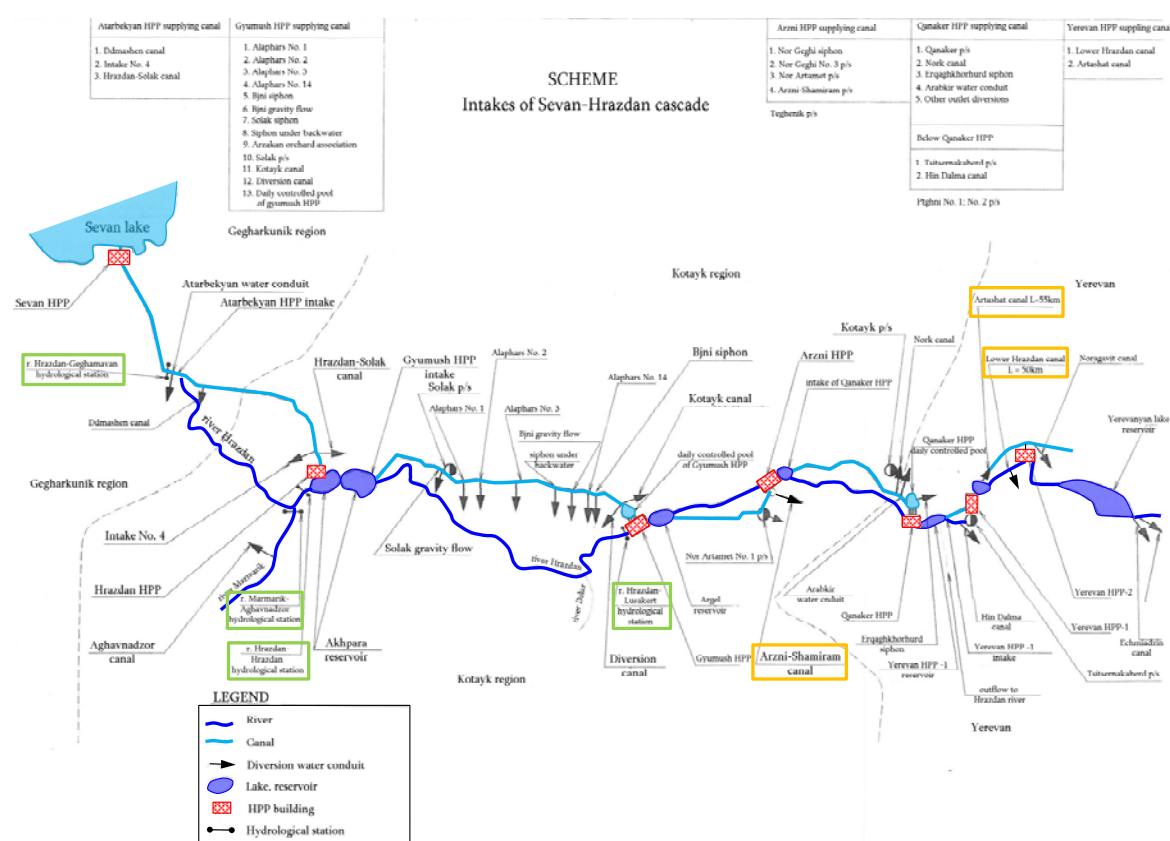 Atarbekyan HPP supplying canal
1. Ddmashen canal
2. Intake No. 4
3. Hrazdan-Solak canal
Gyumush HPP supplying canal
1. Alaphars No. 1
2. Alaphars No. 2
3. Alaphars No. 3
4. Alaphars No. 14
5. Bjni siphon
6. Bjni gravity flow
7. Solak siphon
8. Siphon under backwater
9. Arzakan orchard association
10. Solak p/s
11. Kotayk canal
12. Diversion canal
13. Daily controlled pool
of gyumush HPP
SCHEME
Intakes of Sevan-Hrazdan cascade
Arzni HPP supplying canal
1. Nor Geghi siphon
2. Nor Geghi No. 3 p/s
3. Nor Artamet p/s
4. Arzni-Shamiram p/s
Teghenik p/s
Qanaker HPP supplying canal
1. Qanaker p/s
2. Nork canal
3. Erqaghkhorhurd siphon
4. Arabkir water conduit
5. Other outlet diversions
Below Qanaker HPP
1. Tsitsernakaberd p/s
2. Hin Dalma canal
Ptghni No. 1; No. 2 p/s
Yerevan HPP suppling canal
1. Lower Hrazdan canal
2. Artashat canal
Sevan lake
Gegharkunik region
Kotayk region
Yerevan
Sevan HPP
Atarbekyan water conduit
Atarbekyan HPP intake
r. Hrazdan-Geghamavan
hydrological station
Ddmashen canal
river Hrazdan
Hrazdan-Solak
canal
Gyumush HPP
intake
Solak p/s
Alaphars No. 1
Alaphars No. 2
Alaphars No. 3
Alaphars No. 14
Bjni gravity flow
siphon under
backwater
Bjni siphon
Kotayk canal
daily controlled pool
of Gyumush HPP
Arzni HPP
intake of Qanaker HPP
Kotayk p/s
Nork canal
Qanaker HPP
daily controlled pool
Artashat canal L-55km
Lower Hrazdan canal
L = 50km
Noragavit canal
Yerevanyan lake
reservoir
Gegharkunik region
Intake No. 4
Hrazdan HPP
Aghavnadzor
canal
river Marmarik
r. Marmarik-
Aghavnadzor
hydrological station
r. Hrazdan
Hrazdan
hydrological station
Akhpara
reservoir
Solak gravity flow
Kotayk region
river Hrazdan
river Dalar
r. Hrazdan-
Lusakert
hydrological
station
Diversion
canal
Argel
reservoir
Gyumush HPP
Nor Artamet No. 1 p/s
Arzni-Shamiram
canal
Arabkir
water cnduit
Qanaker HPP
Erqaghkhorhurd
siphon
Yerevan HPP -1
reservoir
Hin Dalma
canal
Yerevan HPP -1
intake
outflow to
Hrazdan river
Yerevan
Yerevan HPP-2
Yerevan HPP-1
Echmiadzin
canal
Tsitsernakaberd p/s
LEGEND
River
Canal
Diversion water conduit
Lake, reservoir
HPP building
Hydrological station